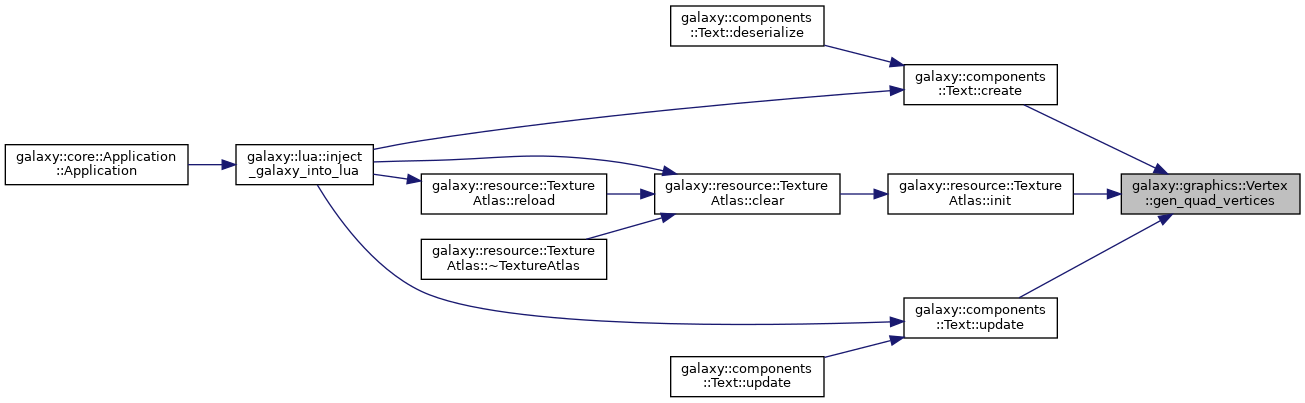 galaxy::components
::Text::deserialize
galaxy::components
::Text::create
galaxy::core::Application
::Application
galaxy::lua::inject
_galaxy_into_lua
galaxy::resource::Texture
Atlas::reload
galaxy::resource::Texture
Atlas::clear
galaxy::resource::Texture
Atlas::init
galaxy::graphics::Vertex
::gen_quad_vertices
galaxy::resource::Texture
Atlas::~TextureAtlas
galaxy::components
::Text::update
galaxy::components
::Text::update